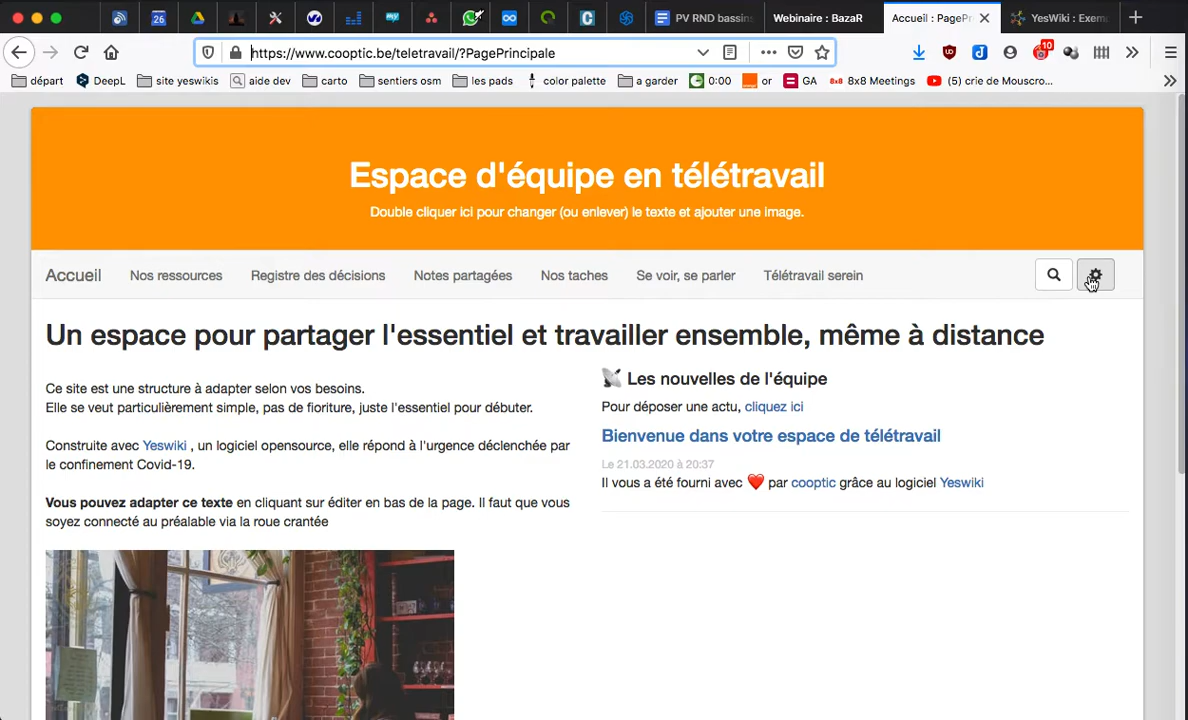 26
PV RND bassins
Webinaire : BazaR
Accueil : PageP
YesWiki : Exem
https://www.cooptic.be/teletravail/?PagePrincipale
10
départ
DeepL
site yeswikis
aide dev
carto
sentiers osm
les pads
color palette
a garder
0:00
or
GA
8x8 Meetings
(5) crie de Mouscro...
Espace d'équipe en télétravail
Double cliquer ici pour changer (ou enlever) le texte et ajouter une image.
Accueil
Nos ressources
Registre des décisions
Notes partagées
Nos taches
Se voir, se parler
Télétravail serein
Un espace pour partager l'essentiel et travailler ensemble, même à distance
Ce site est une structure à adapter selon vos besoins.
Elle se veut particulièrement simple, pas de fioriture, juste l'essentiel pour débuter.
Construite avec Yeswiki , un logiciel opensource, elle répond à l'urgence déclenchée par
le confinement Covid-19.
Vous pouvez adapter ce texte en cliquant sur éditer en bas de la page. Il faut que vous
soyez connecté au préalable via la roue crantée
Les nouvelles de l'équipe
Pour déposer une actu, cliquez ici
Bienvenue dans votre espace de télétravail
Le 21.03.2020 à 20:37
Il vous a été fourni avec ❤️ par cooptic grâce au logiciel Yeswiki